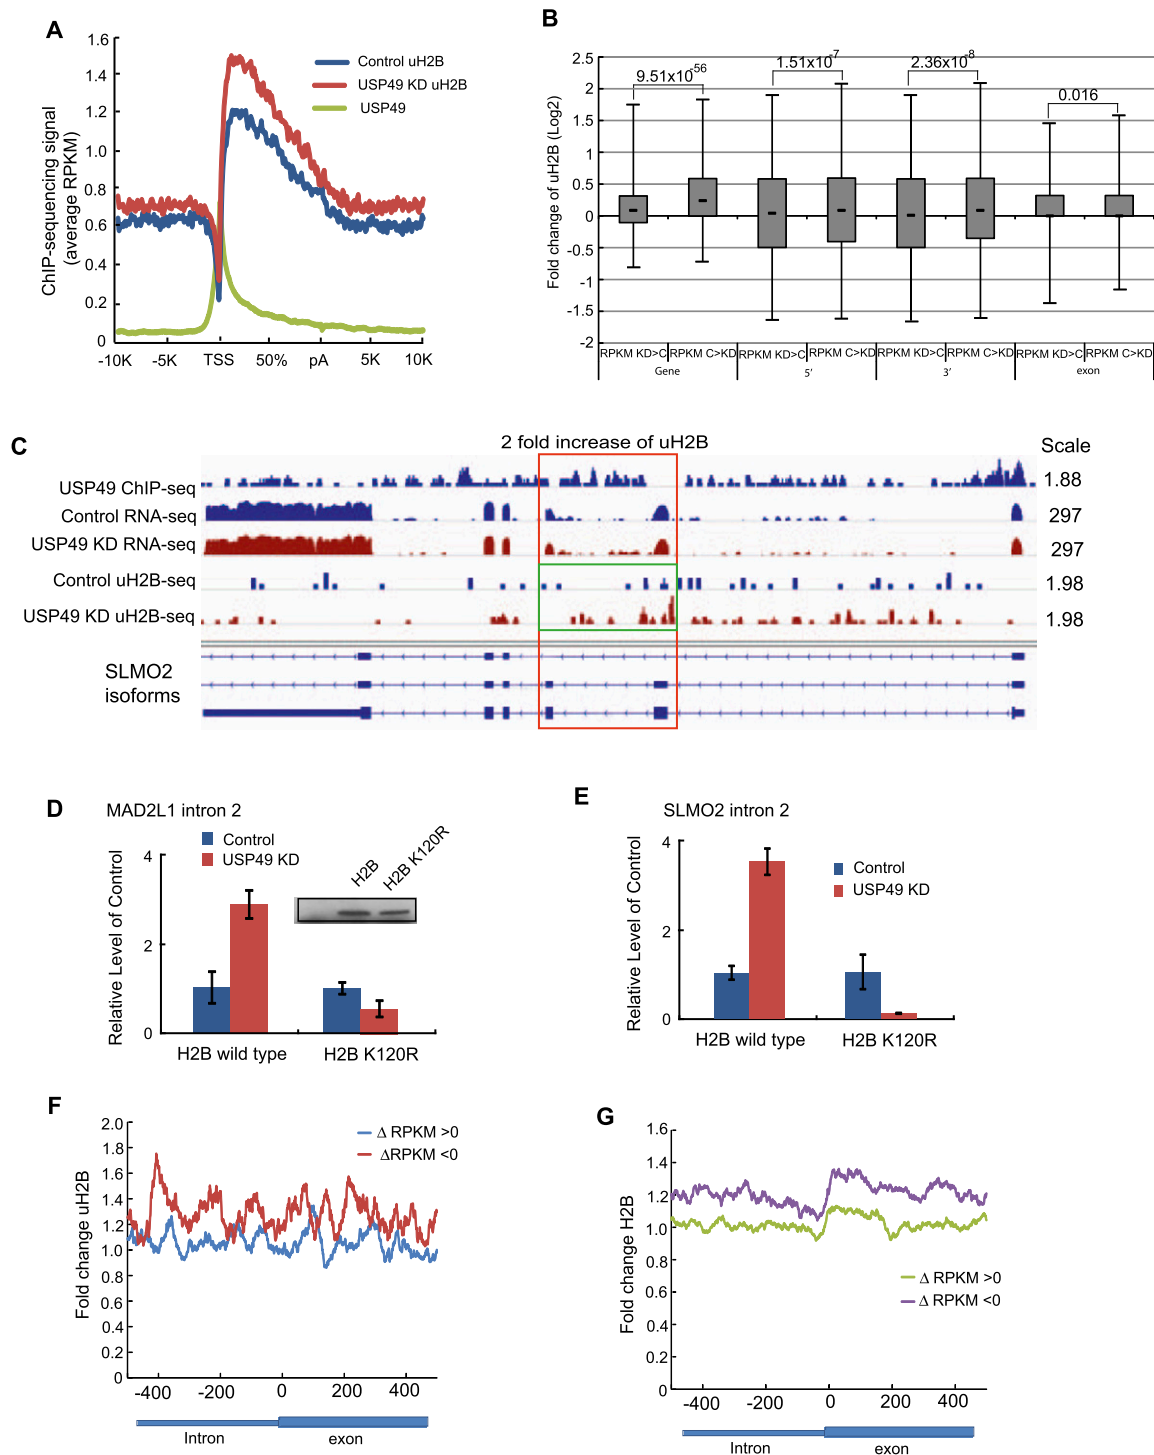 A
ChIP-sequencing signal
(average RPKM)
1.6
1.4
1.2
1.0
0.8
0.6
0.4
0.2
0
-10K -5K TSS 50% pA 5K 10K
Control uH2B
USP49 KD uH2B
USP49
B
Fold change of uH2B (Log2)
2.5
2
1.5
1
0.5
0
-0.5
-1
-1.5
-2
9.51x10-56
1.51x10-7
2.36x10-8
0.016
RPKM KD>C RPKM C>KD RPKM KD>C RPKM C>KD RPKM KD>C RPKM C>KD RPKM KD>C RPKM C>KD
Gene 5' 3' exon
C
2 fold increase of uH2B
Scale
USP49 ChIP-seq 1.88
Control RNA-seq 297
USP49 KD RNA-seq 297
Control uH2B-seq 1.98
USP49 KD uH2B-seq 1.98
SLMO2
isoforms
D
MAD2L1 intron 2
Control
USP49 KD
H2B
H2B K120R
Relative Level of Control
4
2
0
H2B wild type H2B K120R
E
SLMO2 intron 2
Control
USP49 KD
Relative Level of Control
4
2
0
H2B wild type H2B K120R
F
Fold change uH2B
2.0
1.8
1.6
1.4
1.2
1.0
0.8
0.6
0.4
0.2
0
Δ RPKM >0
ΔRPKM <0
-400 -200 0 200 400
Intron exon
G
Fold change H2B
1.6
1.4
1.2
1.0
0.8
0.6
0.4
0.2
0
Δ RPKM >0
Δ RPKM <0
-400 -200 0 200 400
Intron exon